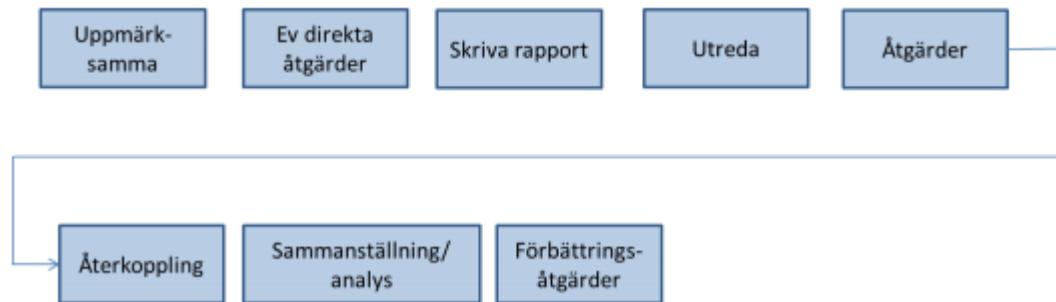 Uppmärk-
samma
Ev direkta
åtgärder
Skriva rapport
Utreda
Åtgärder
Återkoppling
Sammanställning/
analys
Förbättrings-
åtgärder